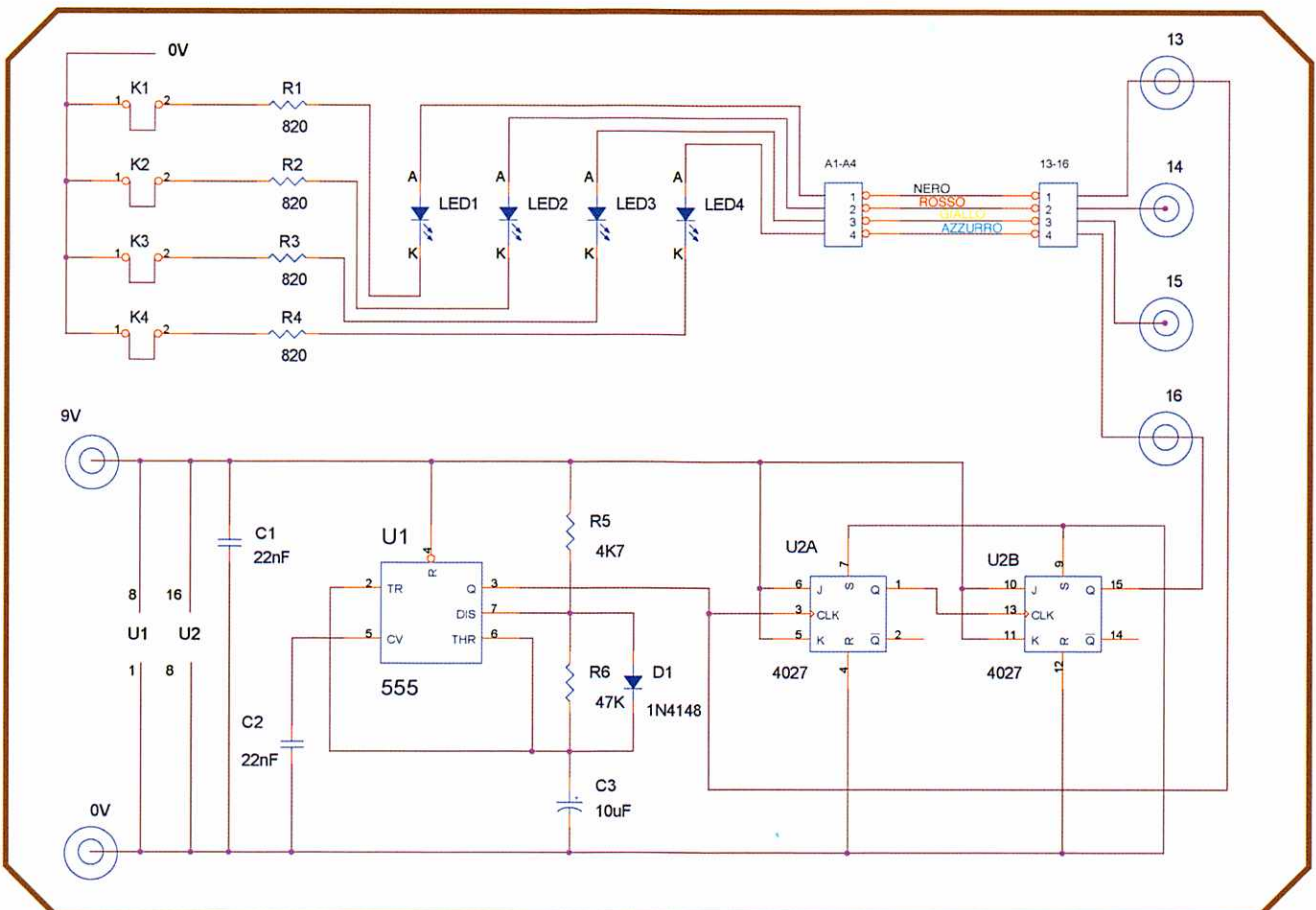 0V
13
K1
1
2
R1
820
K2
1
2
R2
820
K3
1
2
R3
820
K4
1
2
R4
820
A
LED1
K
A
LED2
K
A
LED3
K
A
LED4
K
A1-A4
1
2
3
4
NERO
ROSSO
GIALLO
AZZURRO
13-16
1
2
3
4
14
15
16
9V
C1
22nF
8
U1
1
16
U2
8
C2
22nF
U1
4
R
2
TR
Q
3
DIS
7
5
CV
THR
6
555
R5
4K7
R6
47K
D1
1N4148
C3
10uF
U2A
7
6
J
S
Q
1
3
CLK
5
K
R
Q
2
4027
4
U2B
9
10
J
S
Q
15
13
CLK
11
K
R
Q
14
4027
12
0V